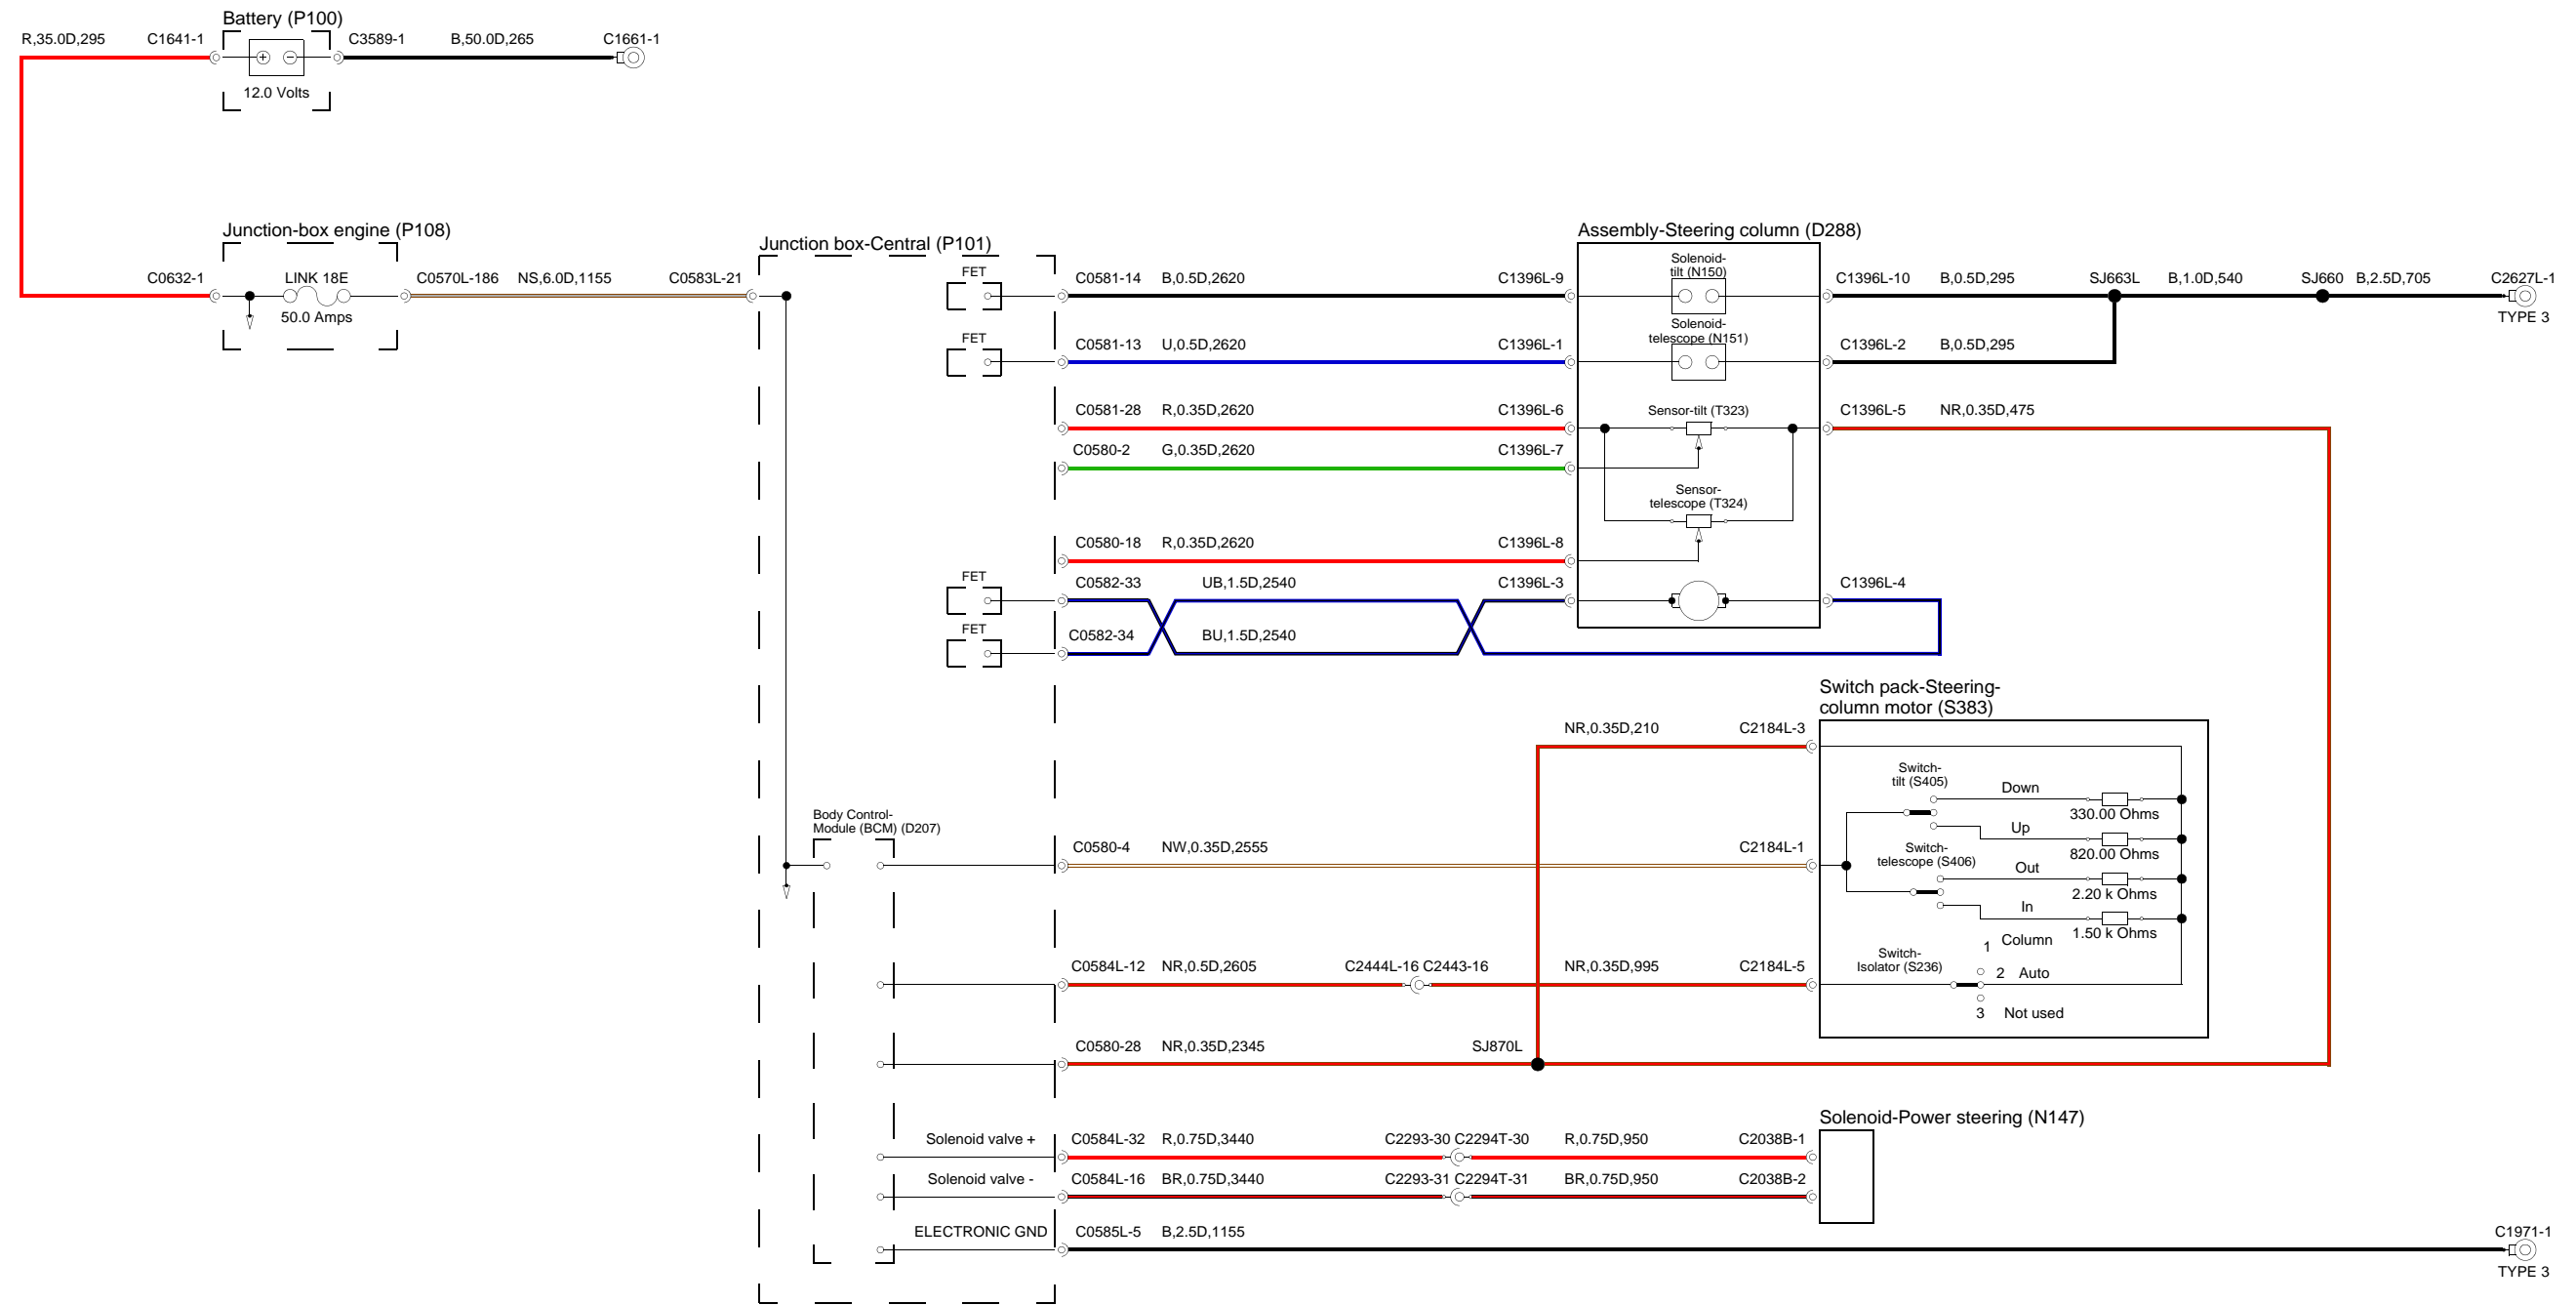 Battery (P100)
R,35.0D,295
C1641-1
C3589-1
B,50.0D,265
C1661-1
12.0 Volts
Junction-box engine (P108)
C0632-1
LINK 18E
50.0 Amps
C0570L-186
NS,6.0D,1155
C0583L-21
Junction box-Central (P101)
FET
C0581-14
B,0.5D,2620
C1396L-9
Assembly-Steering column (D288)
Solenoid-
tilt (N150)
C1396L-10
B,0.5D,295
SJ663L
B,1.0D,540
SJ660
B,2.5D,705
C2627L-1
TYPE 3
FET
C0581-13
U,0.5D,2620
C1396L-1
Solenoid-
telescope (N151)
C1396L-2
B,0.5D,295
C0581-28
R,0.35D,2620
C1396L-6
Sensor-tilt (T323)
C1396L-5
NR,0.35D,475
C0580-2
G,0.35D,2620
C1396L-7
Sensor-
telescope (T324)
C0580-18
R,0.35D,2620
C1396L-8
FET
C0582-33
UB,1.5D,2540
C1396L-3
C1396L-4
FET
C0582-34
BU,1.5D,2540
Switch pack-Steering-
column motor (S383)
NR,0.35D,210
C2184L-3
Switch-
tilt (S405)
Down
330.00 Ohms
Up
820.00 Ohms
Body Control-
Module (BCM) (D207)
C0580-4
NW,0.35D,2555
C2184L-1
Switch-
telescope (S406)
Out
2.20 k Ohms
In
1.50 k Ohms
1 Column
Switch-
Isolator (S236)
2 Auto
3 Not used
C0584L-12
NR,0.5D,2605
C2444L-16 C2443-16
NR,0.35D,995
C2184L-5
C0580-28
NR,0.35D,2345
SJ870L
Solenoid-Power steering (N147)
Solenoid valve +
C0584L-32
R,0.75D,3440
C2293-30 C2294T-30
R,0.75D,950
C2038B-1
Solenoid valve -
C0584L-16
BR,0.75D,3440
C2293-31 C2294T-31
BR,0.75D,950
C2038B-2
ELECTRONIC GND
C0585L-5
B,2.5D,1155
C1971-1
TYPE 3